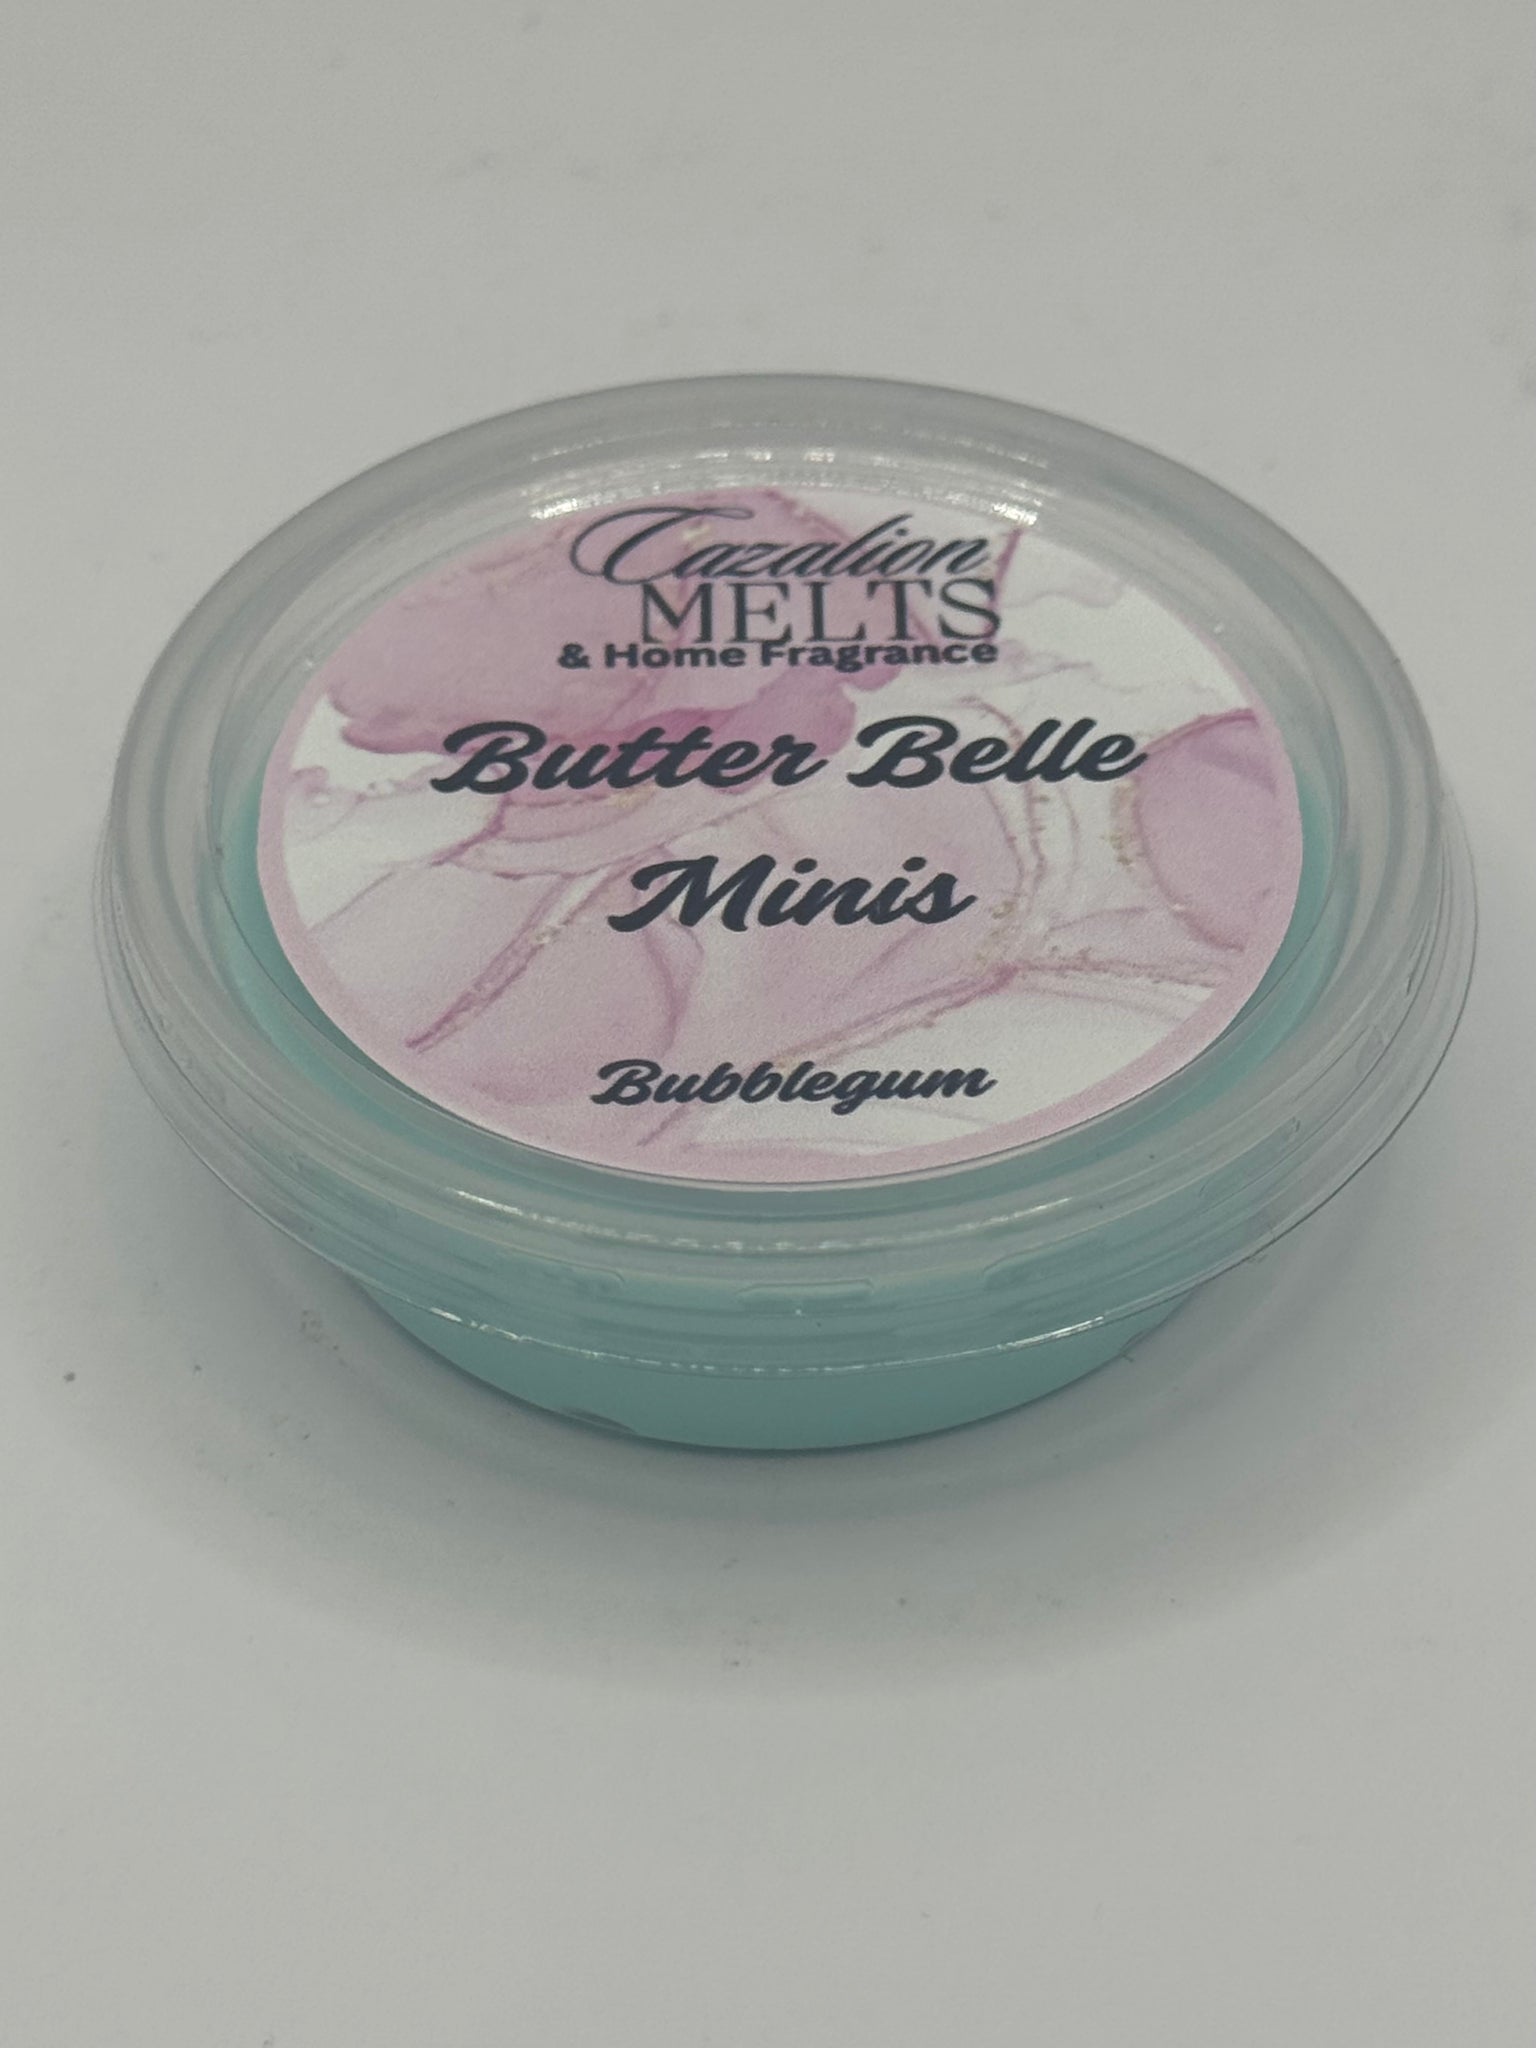 Cazalion
MELTS
& Home Fragrance
Butter Belle
Minis
Bubblegum